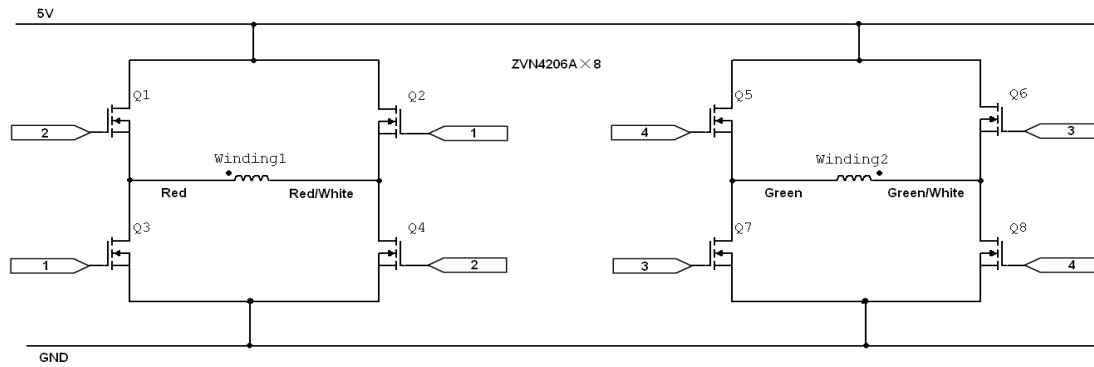 5V
ZVN4206A×8
Q1
Q2
Q5
Q6
2
1
4
3
Winding1
Winding2
Red
Red/White
Green
Green/White
Q3
Q4
Q7
Q8
1
2
3
4
GND